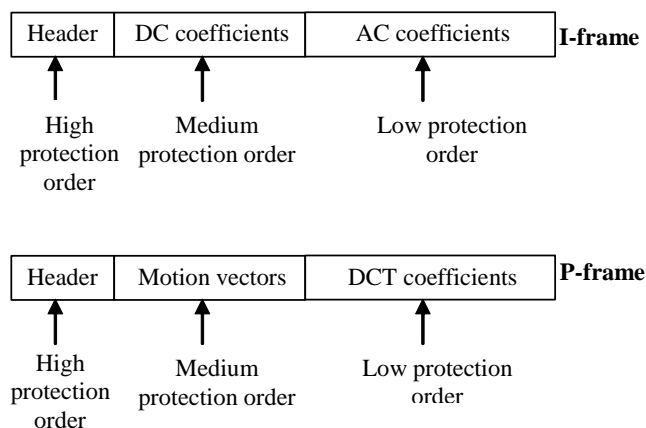 Header DC coefficients AC coefficients I-frame
High protection order
Medium protection order
Low protection order
Header Motion vectors DCT coefficients P-frame
High protection order
Medium protection order
Low protection order